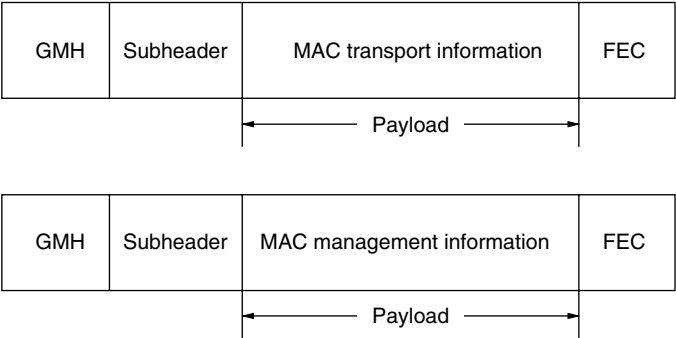 GMH Subheader MAC transport information FEC
Payload
GMH Subheader MAC management information FEC
Payload